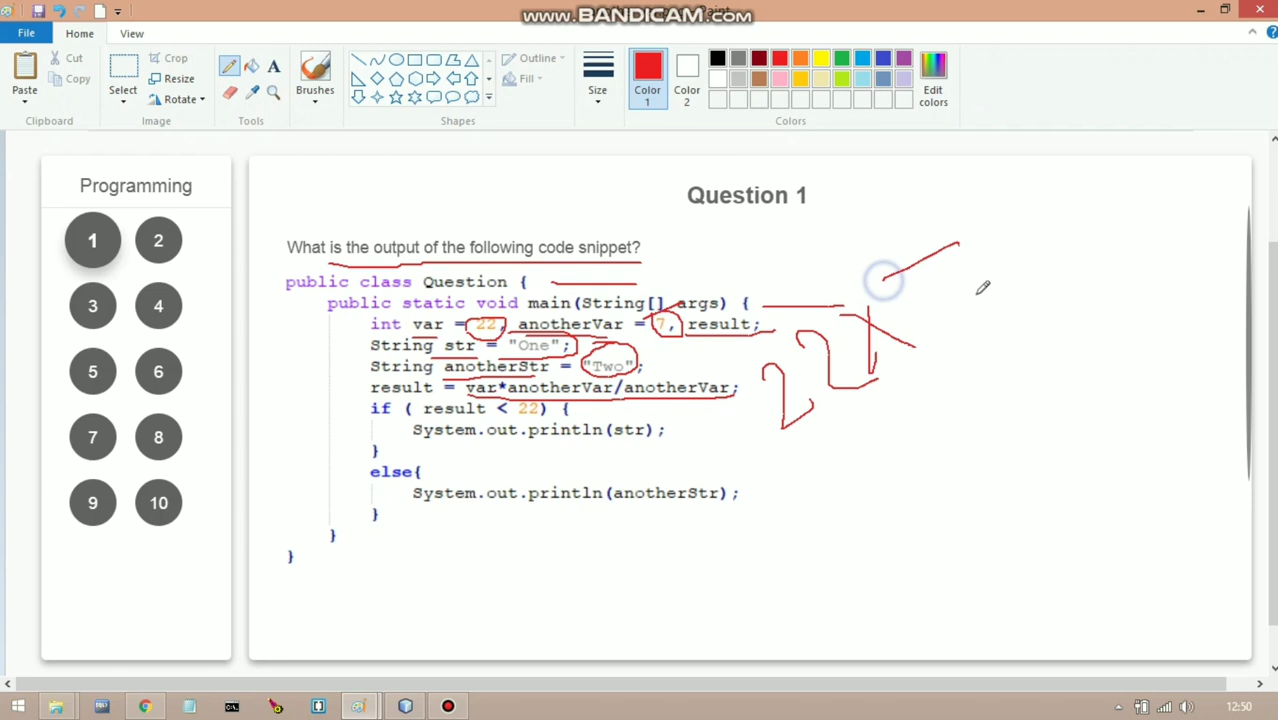 www.BANDICAM.com
Paint
File
Home
View
Cut
Copy
Paste
Crop
Resize
Rotate
Select
Brushes
Outline
Fill
Size
Color 1
Color 2
Edit colors
Clipboard
Image
Tools
Shapes
Colors
Programming
1
2
3
4
5
6
7
8
9
10
Question 1
What is the output of the following code snippet?
public class Question {
public static void main(String[] args) {
int var = 22, anotherVar = 7, result;
String str = "One";
String anotherStr = "Two";
result = var*anotherVar/anotherVar;
if ( result < 22) {
System.out.println(str);
}
else{
System.out.println(anotherStr);
}
}
}
22
12:50